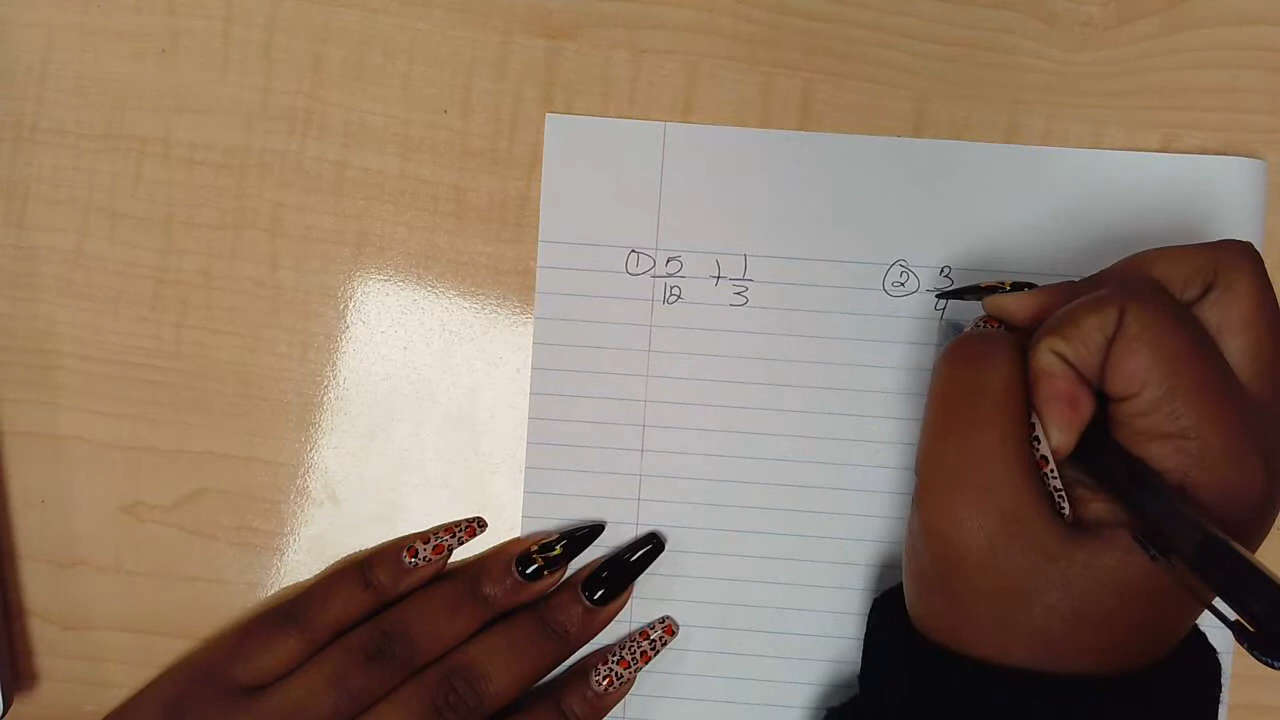 ① 5/12 + 1/3
② 3/4